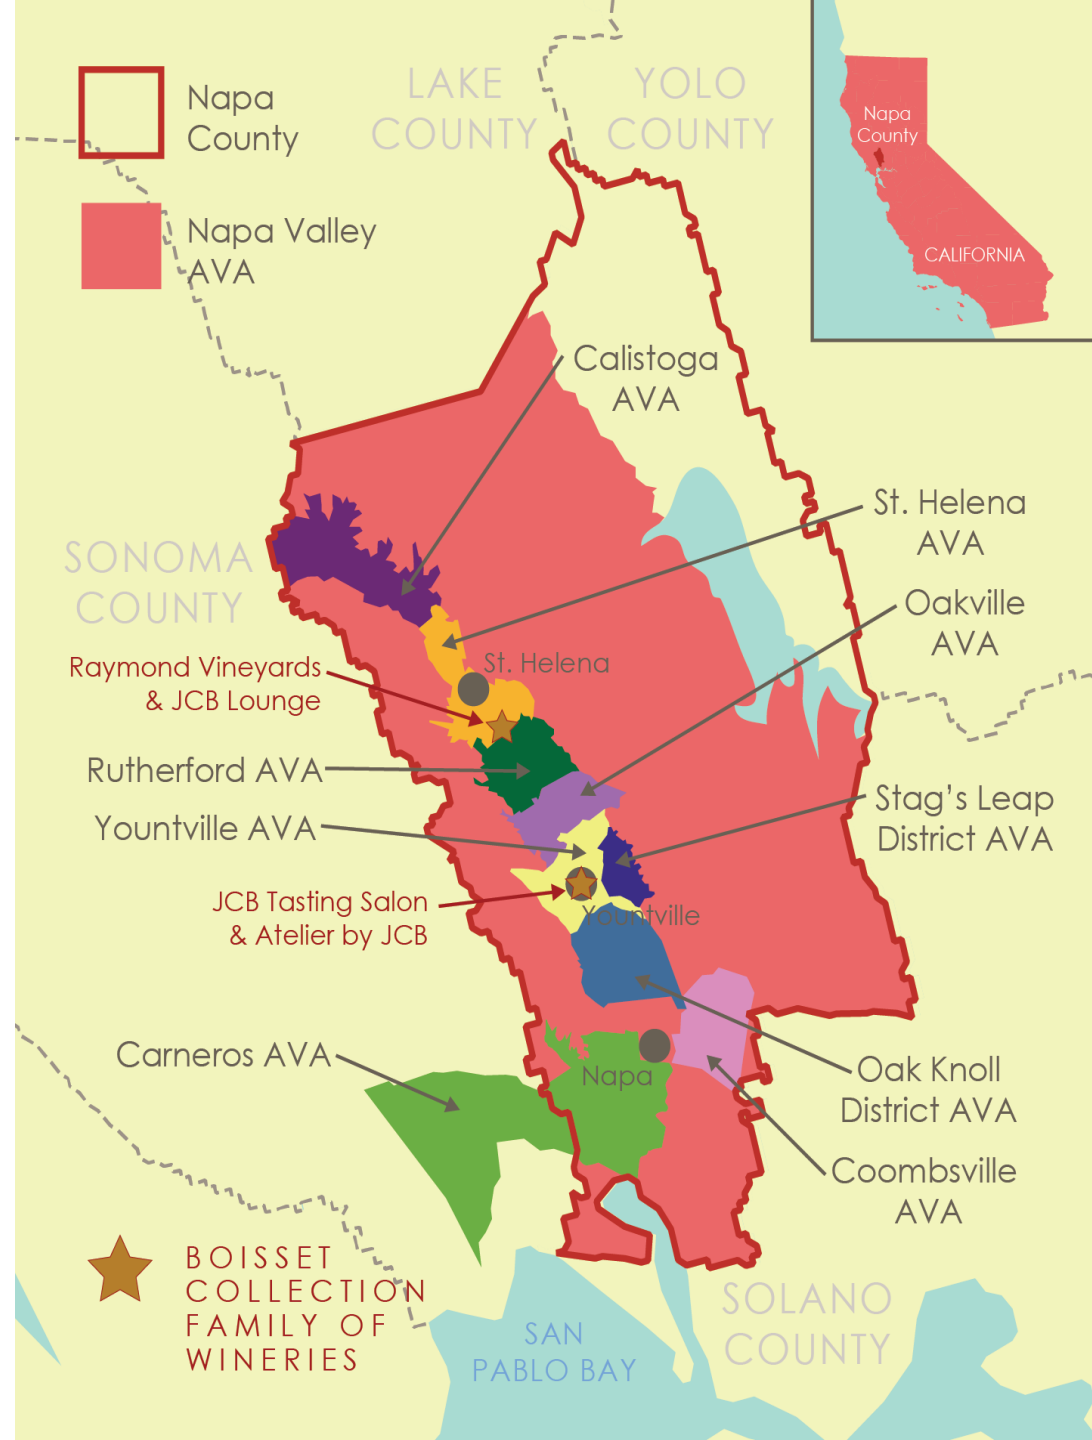 LAKE
COUNTY
YOLO
COUNTY
Napa
County
Napa
County
Napa Valley
AVA
CALIFORNIA
Calistoga
AVA
St. Helena
AVA
SONOMA
COUNTY
Oakville
AVA
Raymond Vineyards
& JCB Lounge
St. Helena
Rutherford AVA
Yountville AVA
Stag's Leap
District AVA
JCB Tasting Salon
& Atelier by JCB
Yountville
Carneros AVA
Napa
Oak Knoll
District AVA
Coombsville
AVA
BOISSET
COLLECTION
FAMILY OF
WINERIES
SAN
PABLO BAY
SOLANO
COUNTY